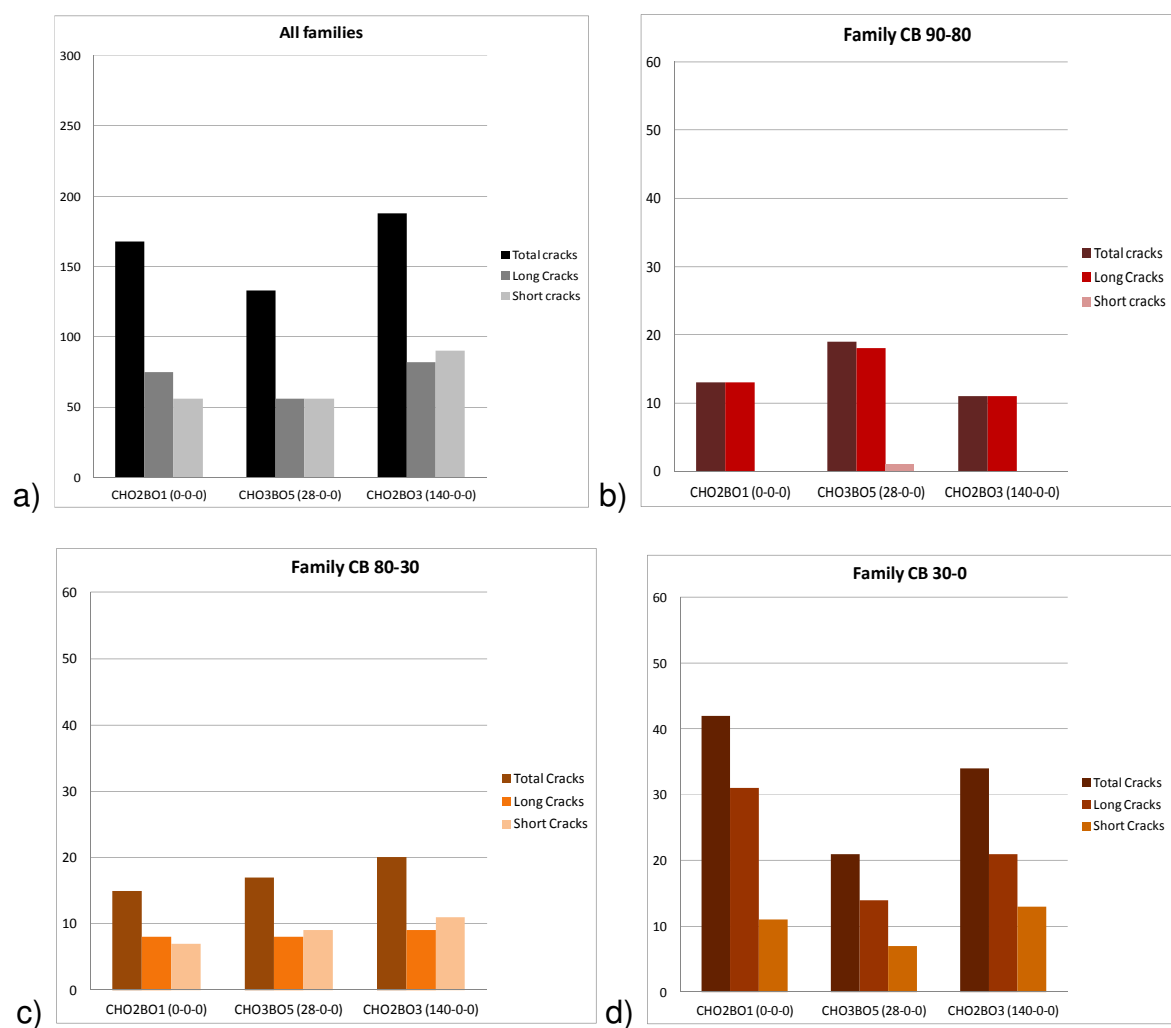 All families
300
250
200
150
100
50
0
CHO2BO1 (0-0-0) CHO3BO5 (28-0-0) CHO2BO3 (140-0-0)
Total cracks
Long Cracks
Short cracks
a)
Family CB 90-80
60
50
40
30
20
10
0
CHO2BO1 (0-0-0) CHO3BO5 (28-0-0) CHO2BO3 (140-0-0)
Total cracks
Long Cracks
Short cracks
b)
Family CB 80-30
60
50
40
30
20
10
0
CHO2BO1 (0-0-0) CHO3BO5 (28-0-0) CHO2BO3 (140-0-0)
Total Cracks
Long Cracks
Short Cracks
c)
Family CB 30-0
60
50
40
30
20
10
0
CHO2BO1 (0-0-0) CHO3BO5 (28-0-0) CHO2BO3 (140-0-0)
Total Cracks
Long Cracks
Short Cracks
d)